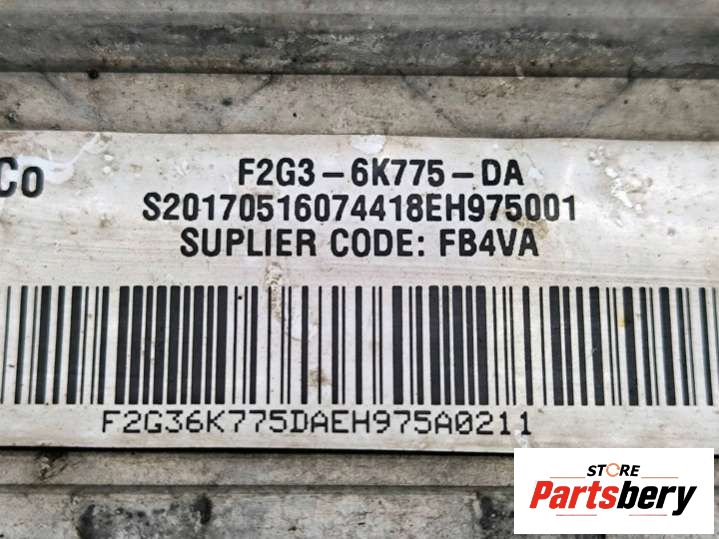 Co
F2G3-6K775-DA
S20170516074418EH975001
SUPLIER CODE: FB4VA
F2G36K775DAEH975A0211
STORE
Partsbery